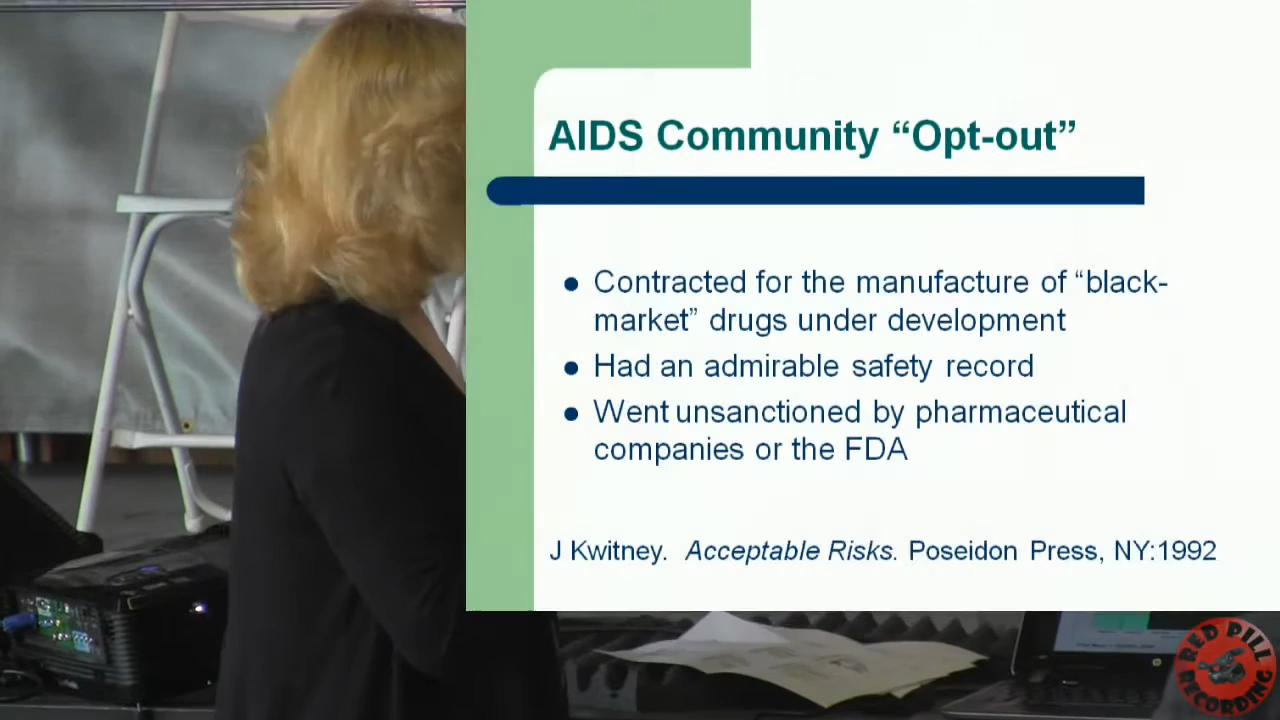 AIDS Community “Opt-out”
● Contracted for the manufacture of “black-
market” drugs under development
● Had an admirable safety record
● Went unsanctioned by pharmaceutical
companies or the FDA
J Kwitney. Acceptable Risks. Poseidon Press, NY:1992
RED PILL
RECORDING